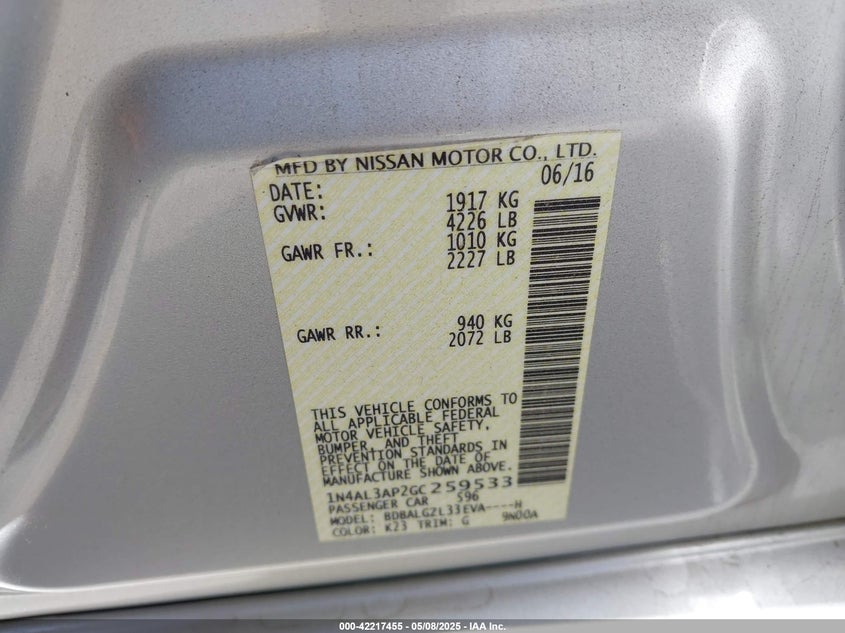 MFD BY NISSAN MOTOR CO., LTD.
DATE: 06/16
GVWR: 1917 KG
4226 LB
GAWR FR.: 1010 KG
2227 LB
GAWR RR.: 940 KG
2072 LB
THIS VEHICLE CONFORMS TO
ALL APPLICABLE FEDERAL
MOTOR VEHICLE SAFETY,
BUMPER, AND THEFT
PREVENTION STANDARDS IN
EFFECT ON THE DATE OF
MANUFACTURE SHOWN ABOVE.
1N4AL3AP2GC259533
PASSENGER CAR S96
MODEL: BDBALGZL33EVA----H
COLOR: K23 TRIM: G 9N00A
000-42217455 - 05/08/2025 - IAA Inc.